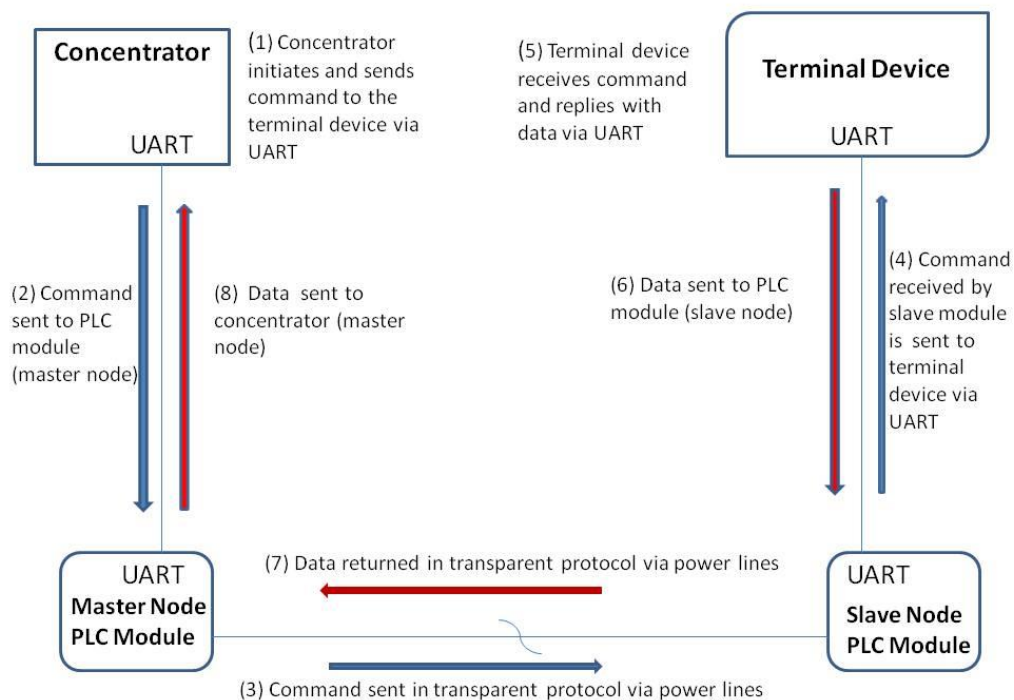 Concentrator
UART
(1) Concentrator
initiates and sends
command to the
terminal device via
UART
(5) Terminal device
receives command
and replies with
data via UART
Terminal Device
UART
(2) Command
sent to PLC
module
(master node)
(8) Data sent to
concentrator (master
node)
(6) Data sent to PLC
module (slave node)
(4) Command
received by
slave module
is sent to
terminal
device via
UART
UART
Master Node
PLC Module
(7) Data returned in transparent protocol via power lines
UART
Slave Node
PLC Module
(3) Command sent in transparent protocol via power lines